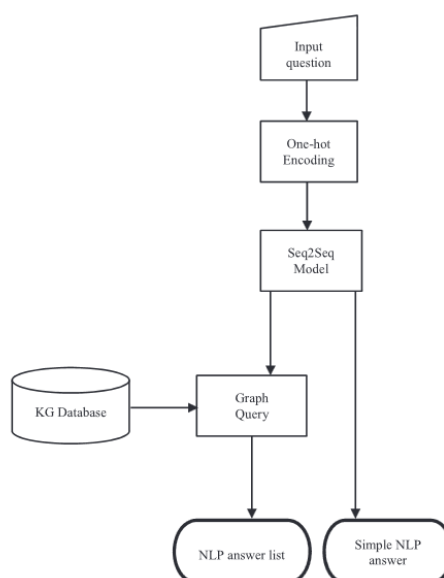 Input
question
One-hot
Encoding
Seq2Seq
Model
KG Database
Graph
Query
NLP answer list
Simple NLP
answer